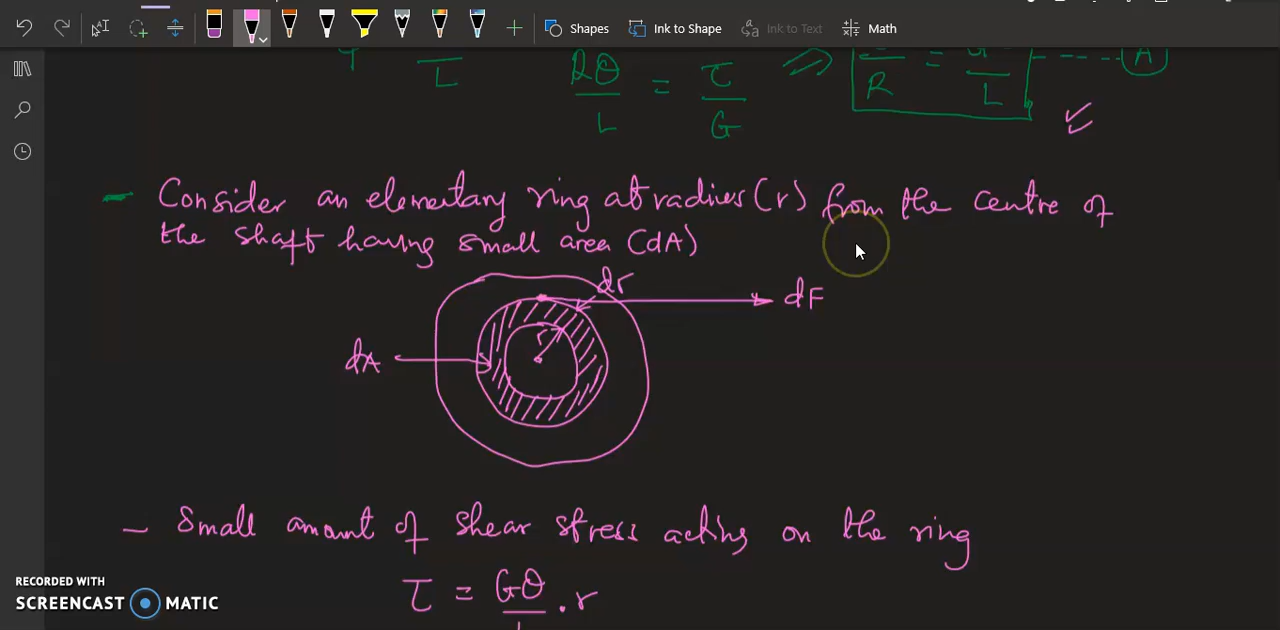 Shapes Ink to Shape Ink to Text Math
L
Rθ/L = τ/G
R = L
A
Consider an elementary ring at radius (r) from the centre of
the shaft having small area (dA)
dr
dF
r
dA
- Small amount of shear stress acting on the ring
τ = Gθ/L . r
RECORDED WITH
SCREENCAST MATIC